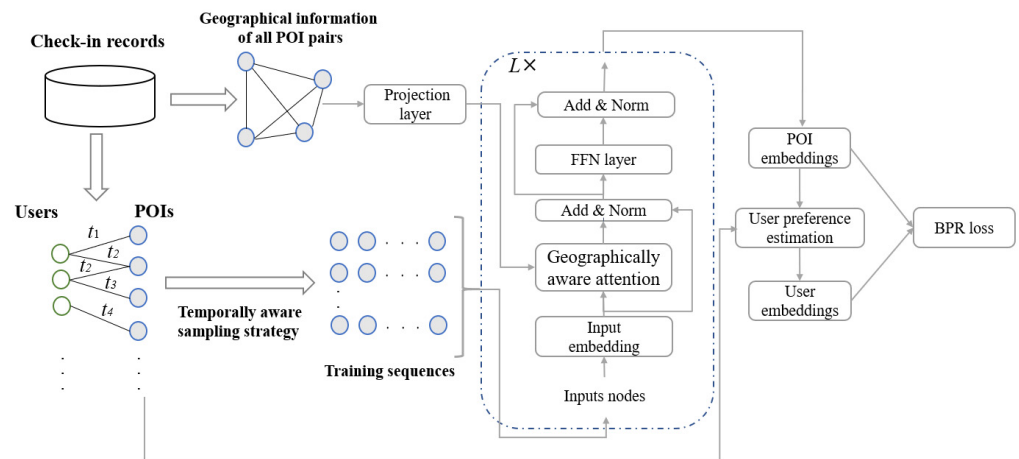 Geographical information
of all POI pairs
Check-in records
Projection
layer
L×
Add & Norm
FFN layer
Add & Norm
Geographically
aware attention
Input
embedding
Inputs nodes
POI
embeddings
User preference
estimation
User
embeddings
BPR loss
Users
POIs
t1
t2
t2
t3
t4
Temporally aware
sampling strategy
Training sequences